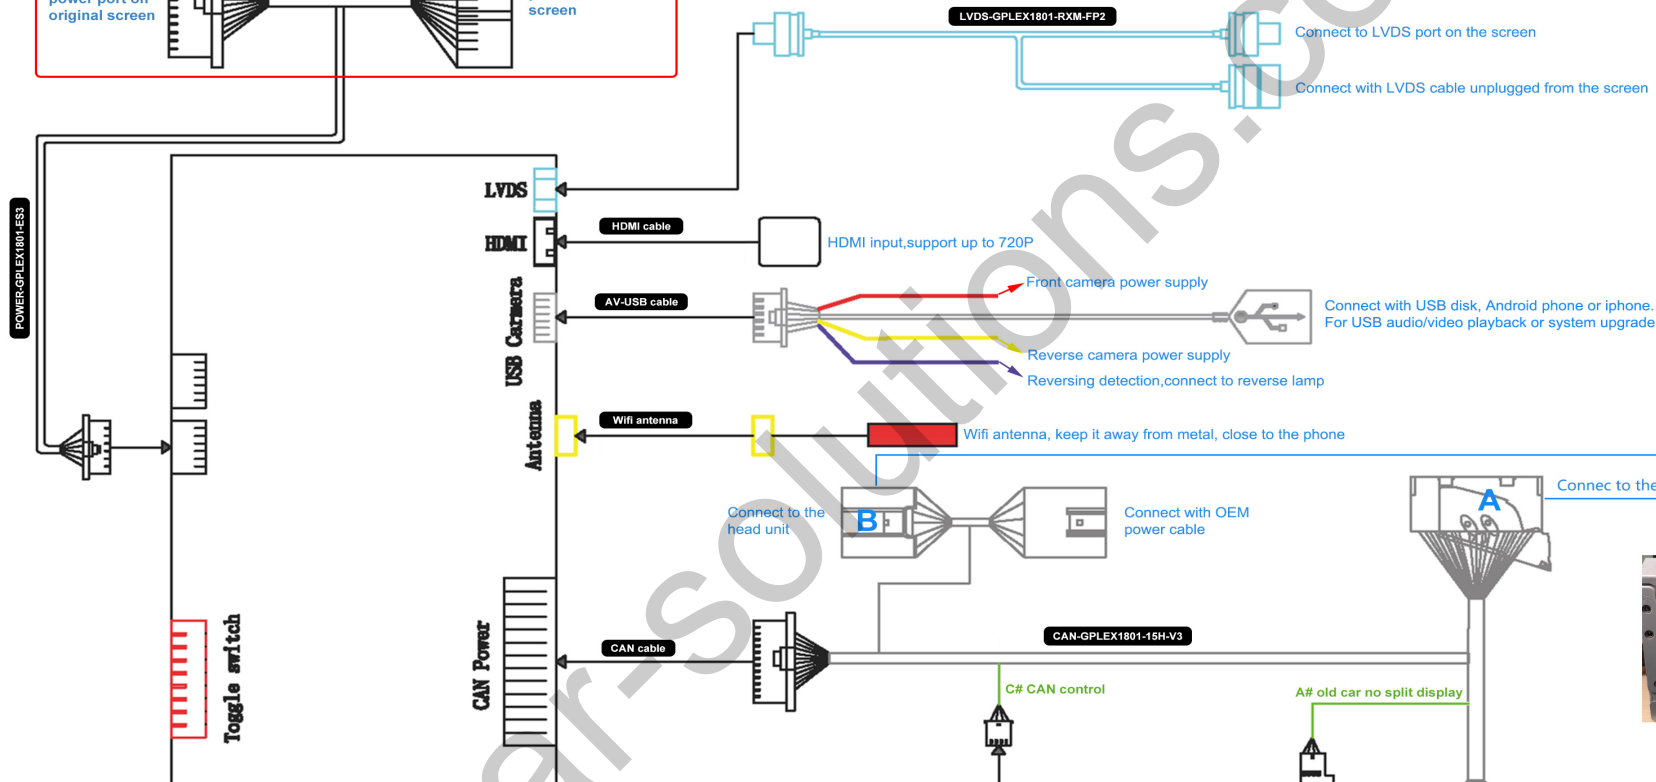 power port on
original screen
screen
LVDS-GPLEX1801-RXM-FP2
Connect to LVDS port on the screen
Connect with LVDS cable unplugged from the screen
POWER-GPLEX1801-ES3
LVDS
HDMI
HDMI cable
HDMI input,support up to 720P
USB Carmera
AV-USB cable
Front camera power supply
Connect with USB disk, Android phone or iphone.
For USB audio/video playback or system upgrade
Reverse camera power supply
Reversing detection,connect to reverse lamp
Antenna
Wifi antenna
Wifi antenna, keep it away from metal, close to the phone
Connect to the
head unit
B
Connect with OEM
power cable
A
Connec to the
Toggle switch
CAN Power
CAN cable
CAN-GPLEX1801-15H-V3
C# CAN control
A# old car no split display
ar-solutions.co